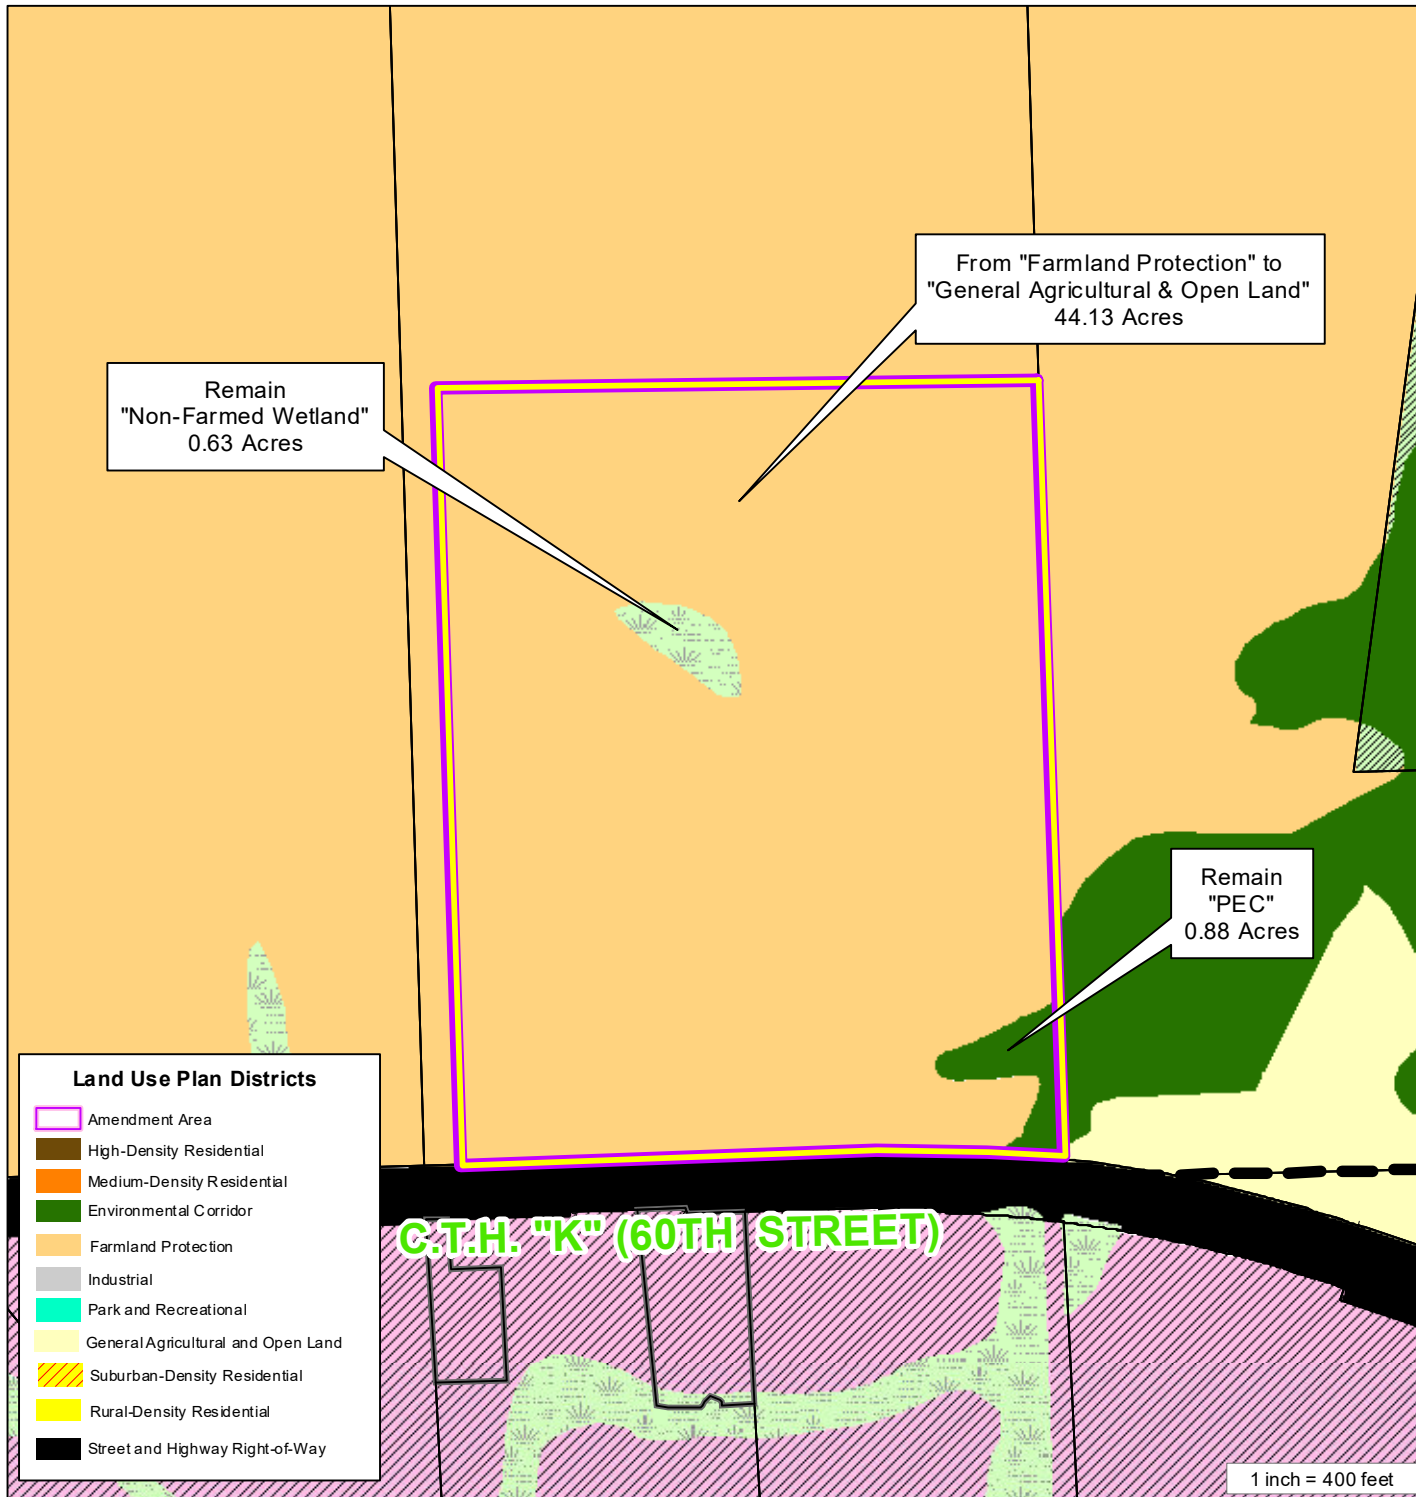 From "Farmland Protection" to
"General Agricultural & Open Land"
44.13 Acres
Remain
"Non-Farmed Wetland"
0.63 Acres
Remain
"PEC"
0.88 Acres
Land Use Plan Districts
Amendment Area
High-Density Residential
Medium-Density Residential
Environmental Corridor
Farmland Protection
Industrial
Park and Recreational
General Agricultural and Open Land
Suburban-Density Residential
Rural-Density Residential
Street and Highway Right-of-Way
C.T.H. "K" (60TH STREET)
1 inch = 400 feet